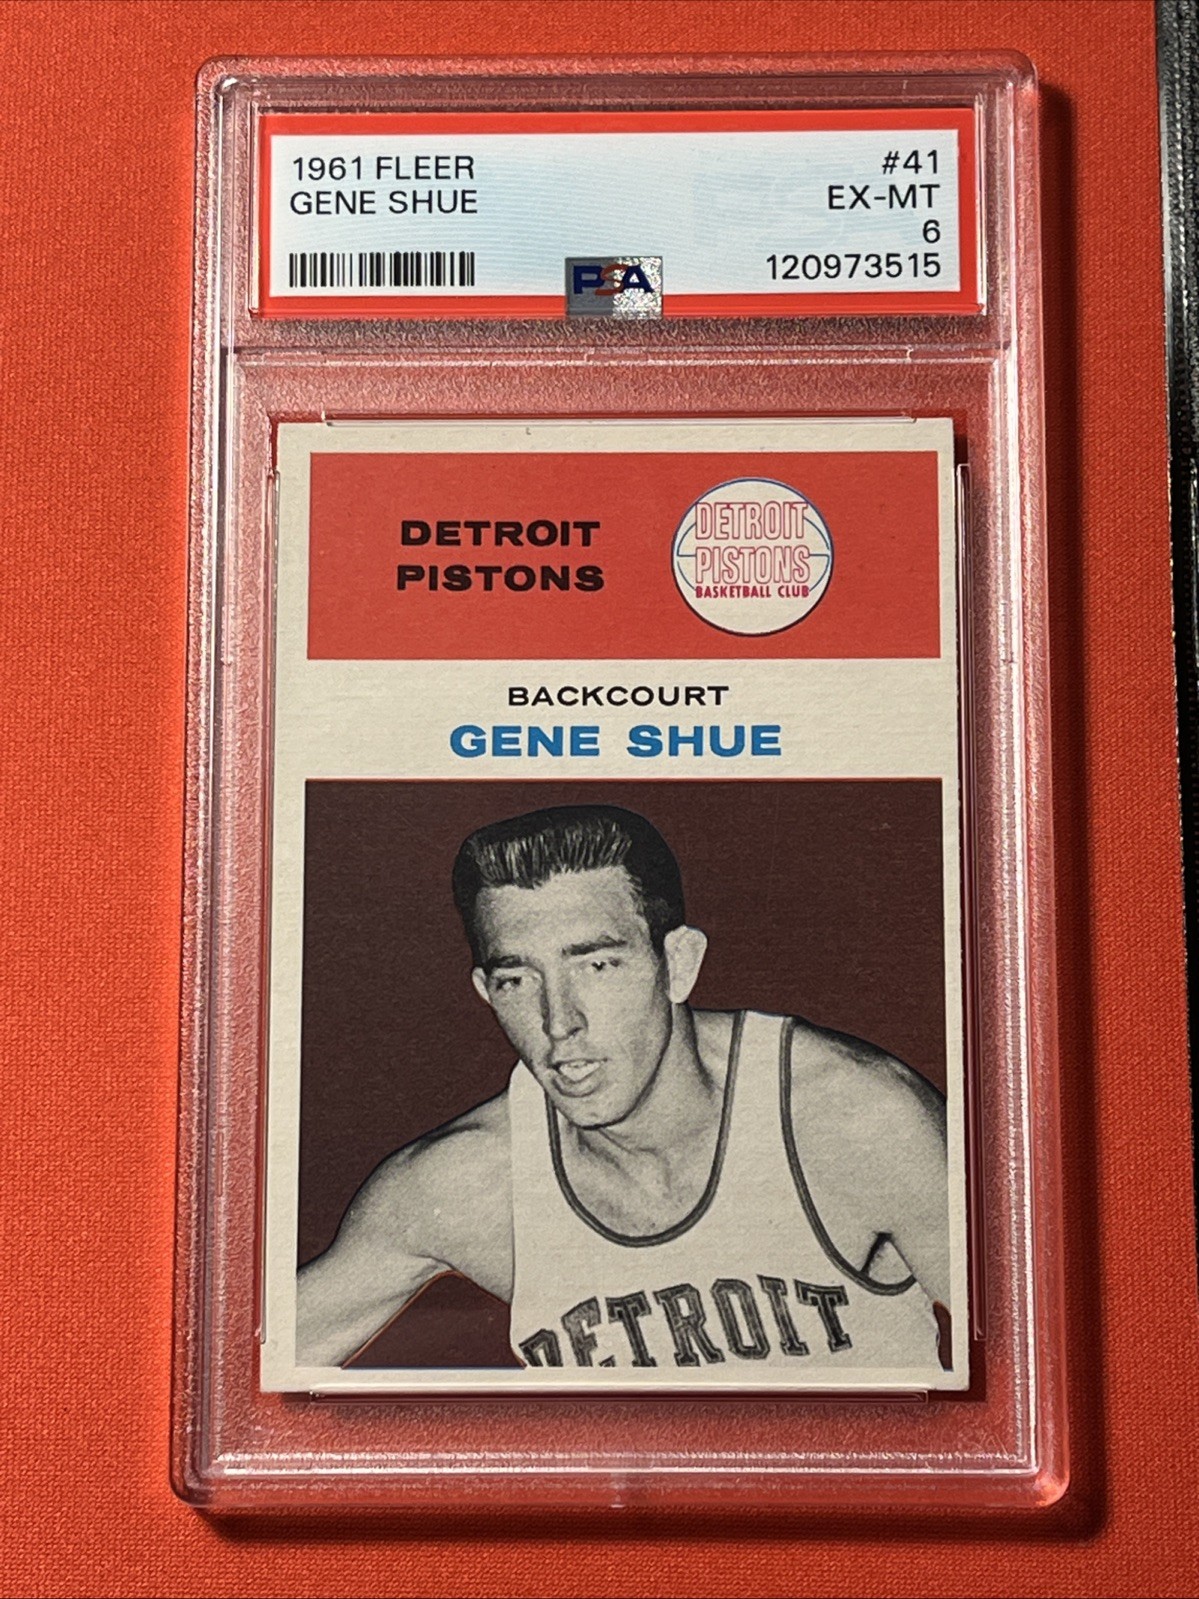 1961 FLEER #41
GENE SHUE EX-MT
6
PSA 120973515
DETROIT
PISTONS
DETROIT
PISTONS
BASKETBALL CLUB
BACKCOURT
GENE SHUE
DETROIT